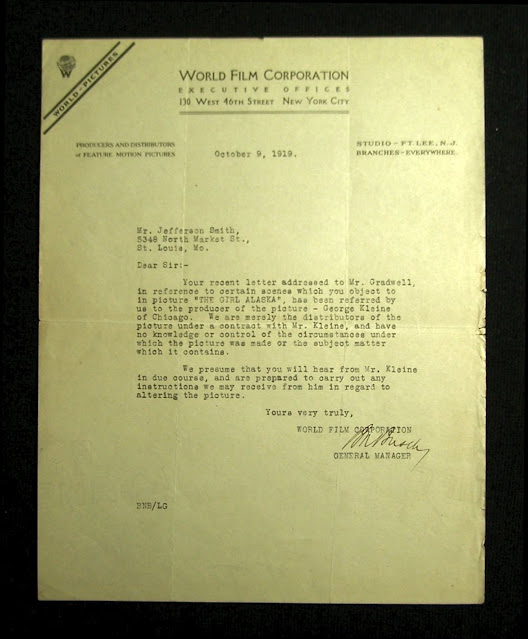 W
WORLD-PICTURES
WORLD FILM CORPORATION
EXECUTIVE OFFICES
130 WEST 46TH STREET NEW YORK CITY
PRODUCERS AND DISTRIBUTORS
of FEATURE MOTION PICTURES
October 9, 1919.
STUDIO - FT. LEE, N.J.
BRANCHES - EVERYWHERE.
Mr. Jefferson Smith,
5348 North Market St.,
St. Louis, Mo.
Dear Sir:-
Your recent letter addressed to Mr. Gradwell,
in reference to certain scenes which you object to
in picture "THE GIRL ALASKA", has been referred by
us to the producer of the picture - George Kleine
of Chicago. We are merely the distributors of the
picture under a contract with Mr. Kleine, and have
no knowledge or control of the circumstances under
which the picture was made or the subject matter
which it contains.
We presume that you will hear from Mr. Kleine
in due course, and are prepared to carry out any
instructions we may receive from him in regard to
altering the picture.
Yours very truly,
WORLD FILM CORPORATION
GENERAL MANAGER
BNB/LG